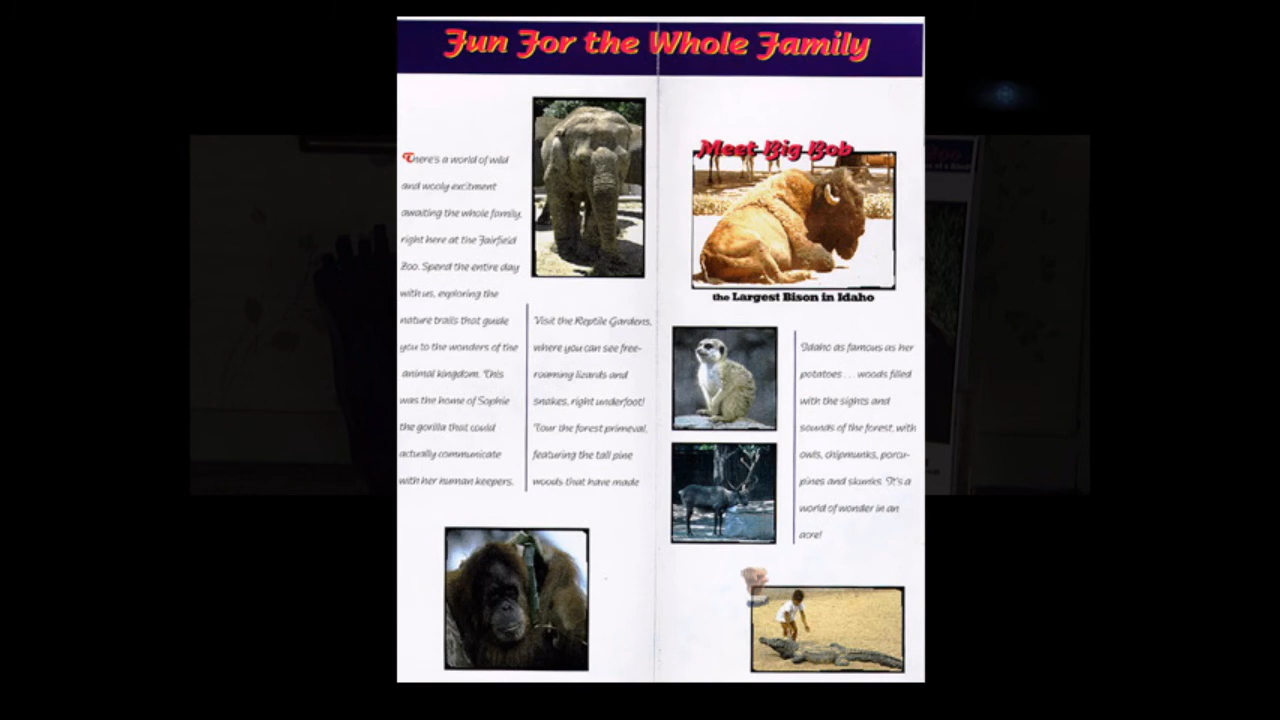 Fun For the Whole Family
There's a world of wild
and wooly excitment
awaiting the whole family,
right here at the Fairfield
Zoo. Spend the entire day
with us, exploring the
nature trails that guide
you to the wonders of the
animal kingdom. This
was the home of Sophie
the gorilla that could
actually communicate
with her human keepers.
Visit the Reptile Gardens,
where you can see free-
roaming lizards and
snakes, right underfoot!
Tour the forest primeval,
featuring the tall pine
woods that have made
Meet Big Bob
the Largest Bison in Idaho
Idaho as famous as her
potatoes . . . woods filled
with the sights and
sounds of the forest, with
owls, chipmunks, porcu-
pines and skunks. It's a
world of wonder in an
acre!